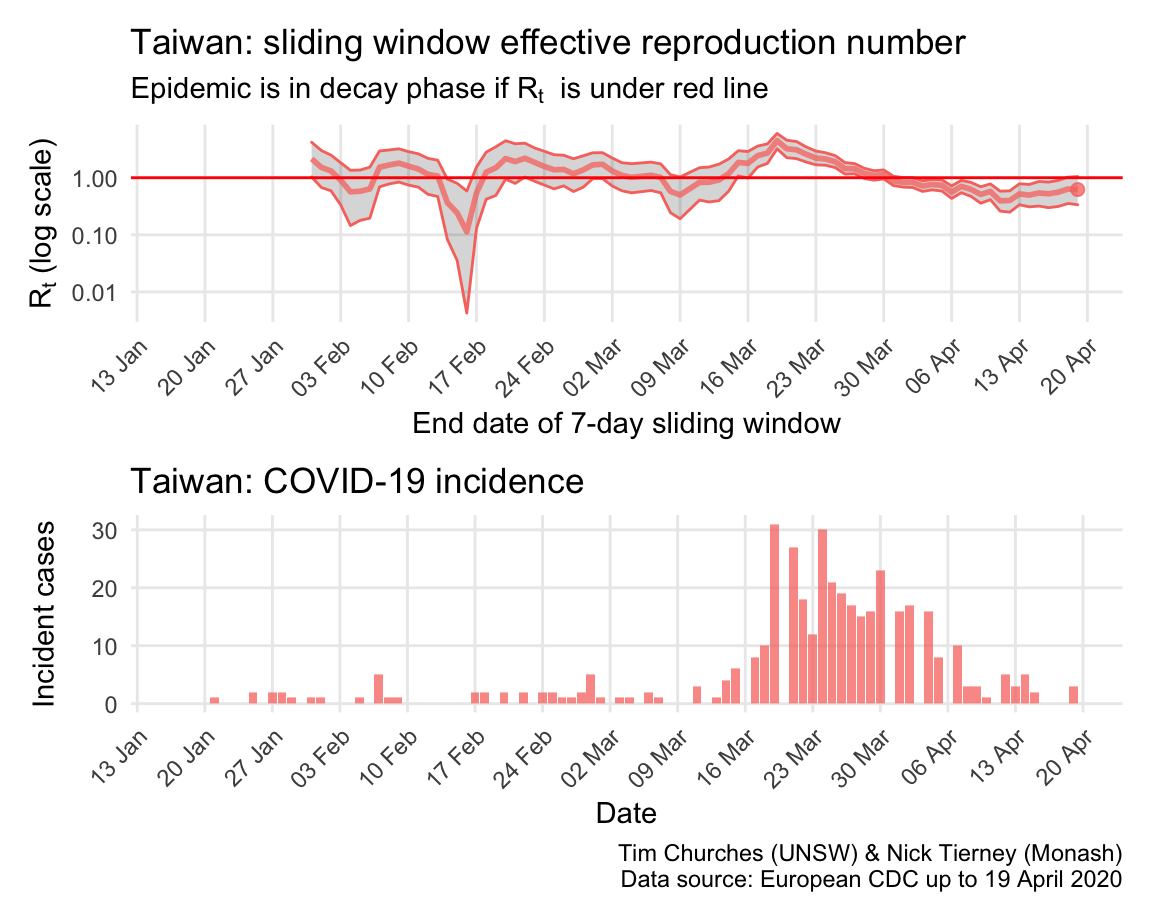 Taiwan: sliding window effective reproduction number
Epidemic is in decay phase if Rt is under red line
Rt (log scale)
1.00
0.10
0.01
13 Jan
20 Jan
27 Jan
03 Feb
10 Feb
17 Feb
24 Feb
02 Mar
09 Mar
16 Mar
23 Mar
30 Mar
06 Apr
13 Apr
20 Apr
End date of 7-day sliding window
Taiwan: COVID-19 incidence
Incident cases
30
20
10
0
13 Jan
20 Jan
27 Jan
03 Feb
10 Feb
17 Feb
24 Feb
02 Mar
09 Mar
16 Mar
23 Mar
30 Mar
06 Apr
13 Apr
20 Apr
Date
Tim Churches (UNSW) & Nick Tierney (Monash)
Data source: European CDC up to 19 April 2020